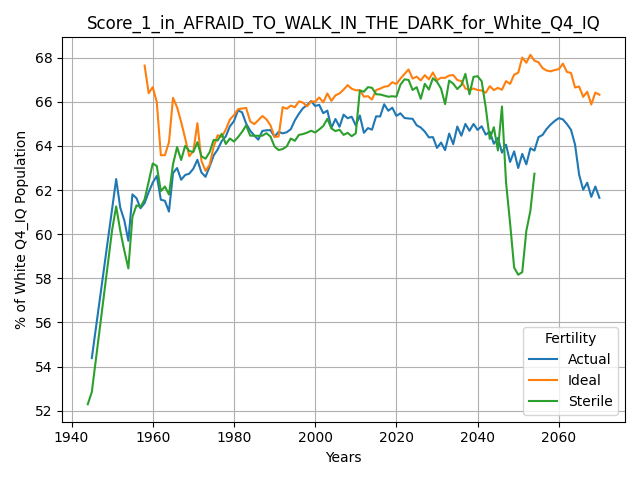 Score_1_in_AFRAID_TO_WALK_IN_THE_DARK_for_White_Q4_IQ
% of White Q4_IQ Population
68
66
64
62
60
58
56
54
52
1940 1960 1980 2000 2020 2040 2060
Years
Fertility
Actual
Ideal
Sterile